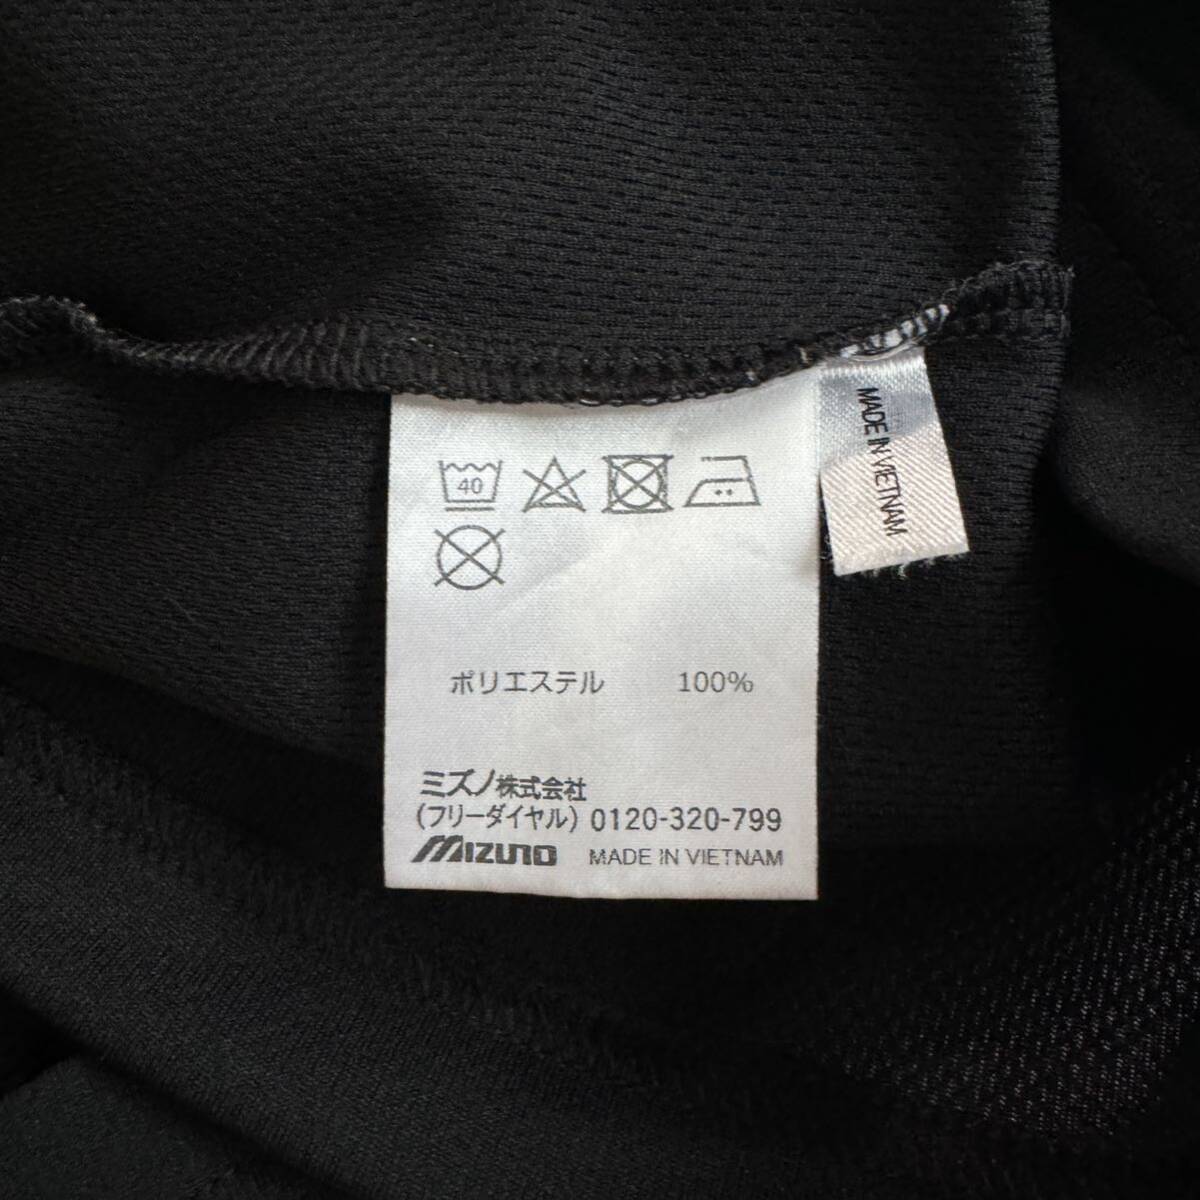 40
MADE IN VIETNAM
ポリエステル 100%
ミズノ株式会社
(フリーダイヤル) 0120-320-799
MIZUNO MADE IN VIETNAM